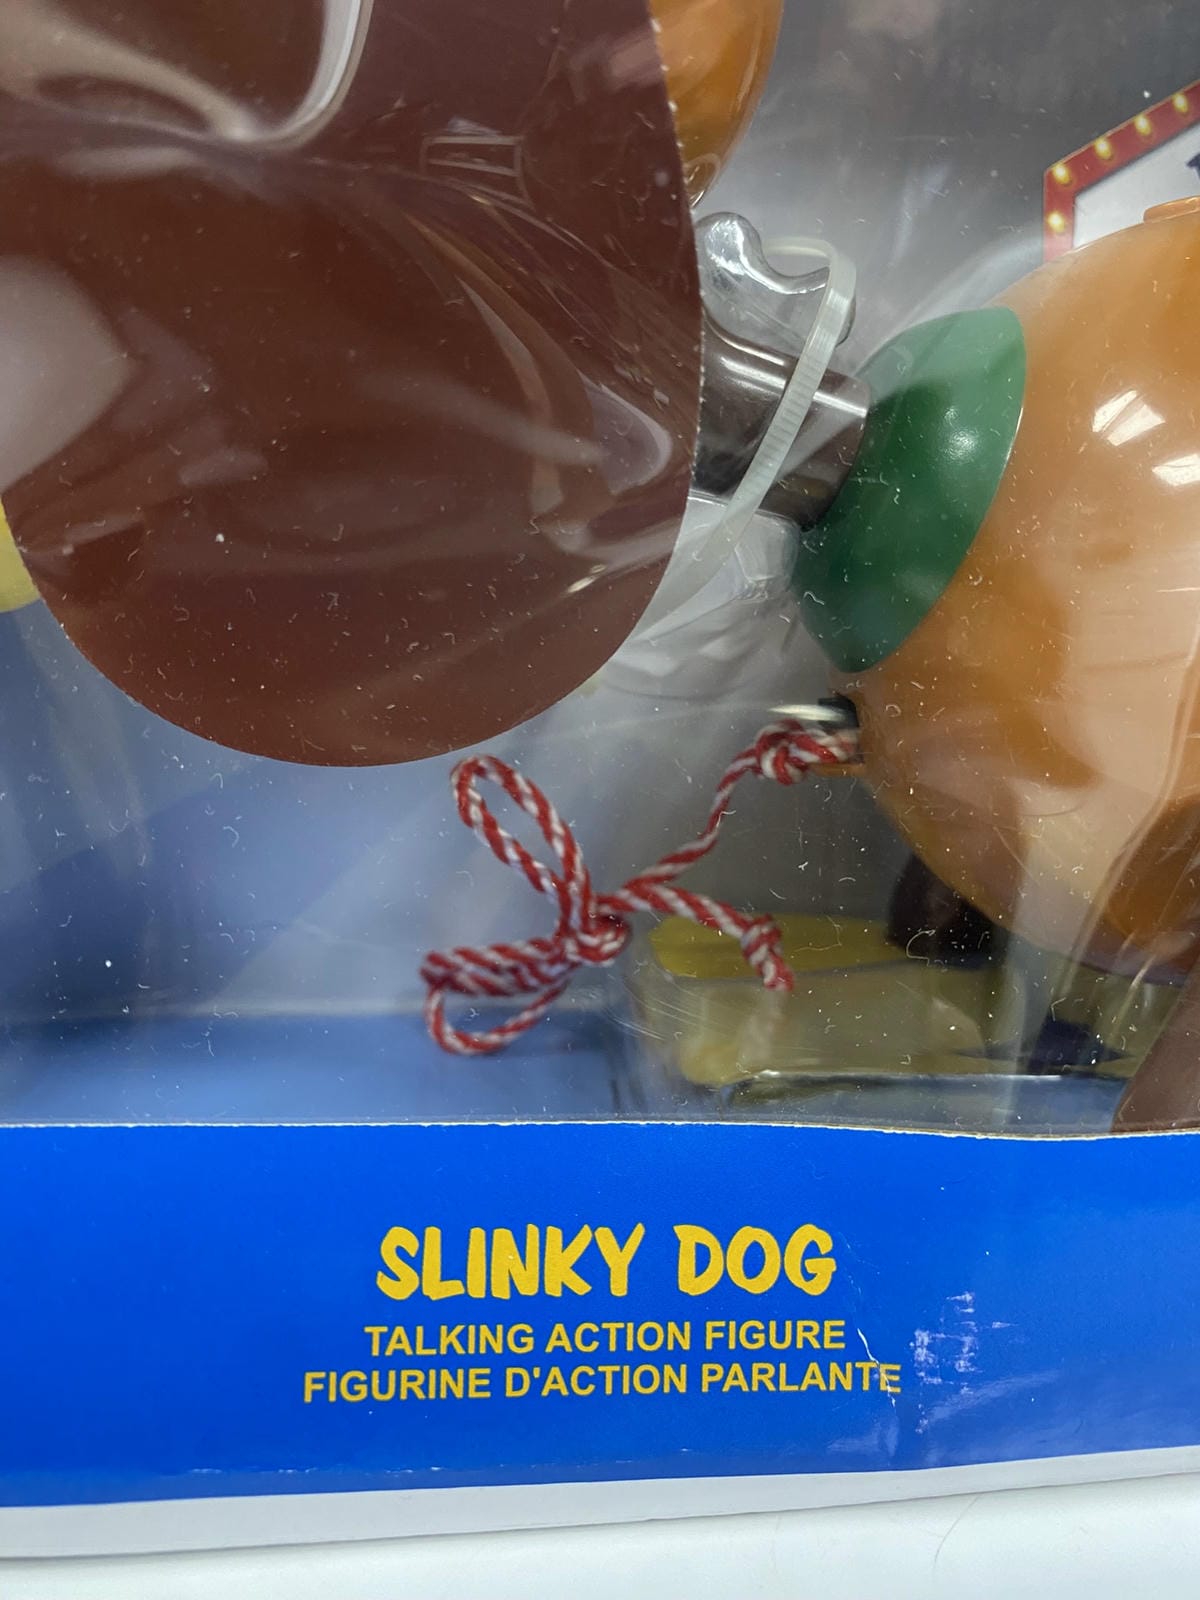 SLINKY DOG
TALKING ACTION FIGURE
FIGURINE D'ACTION PARLANTE